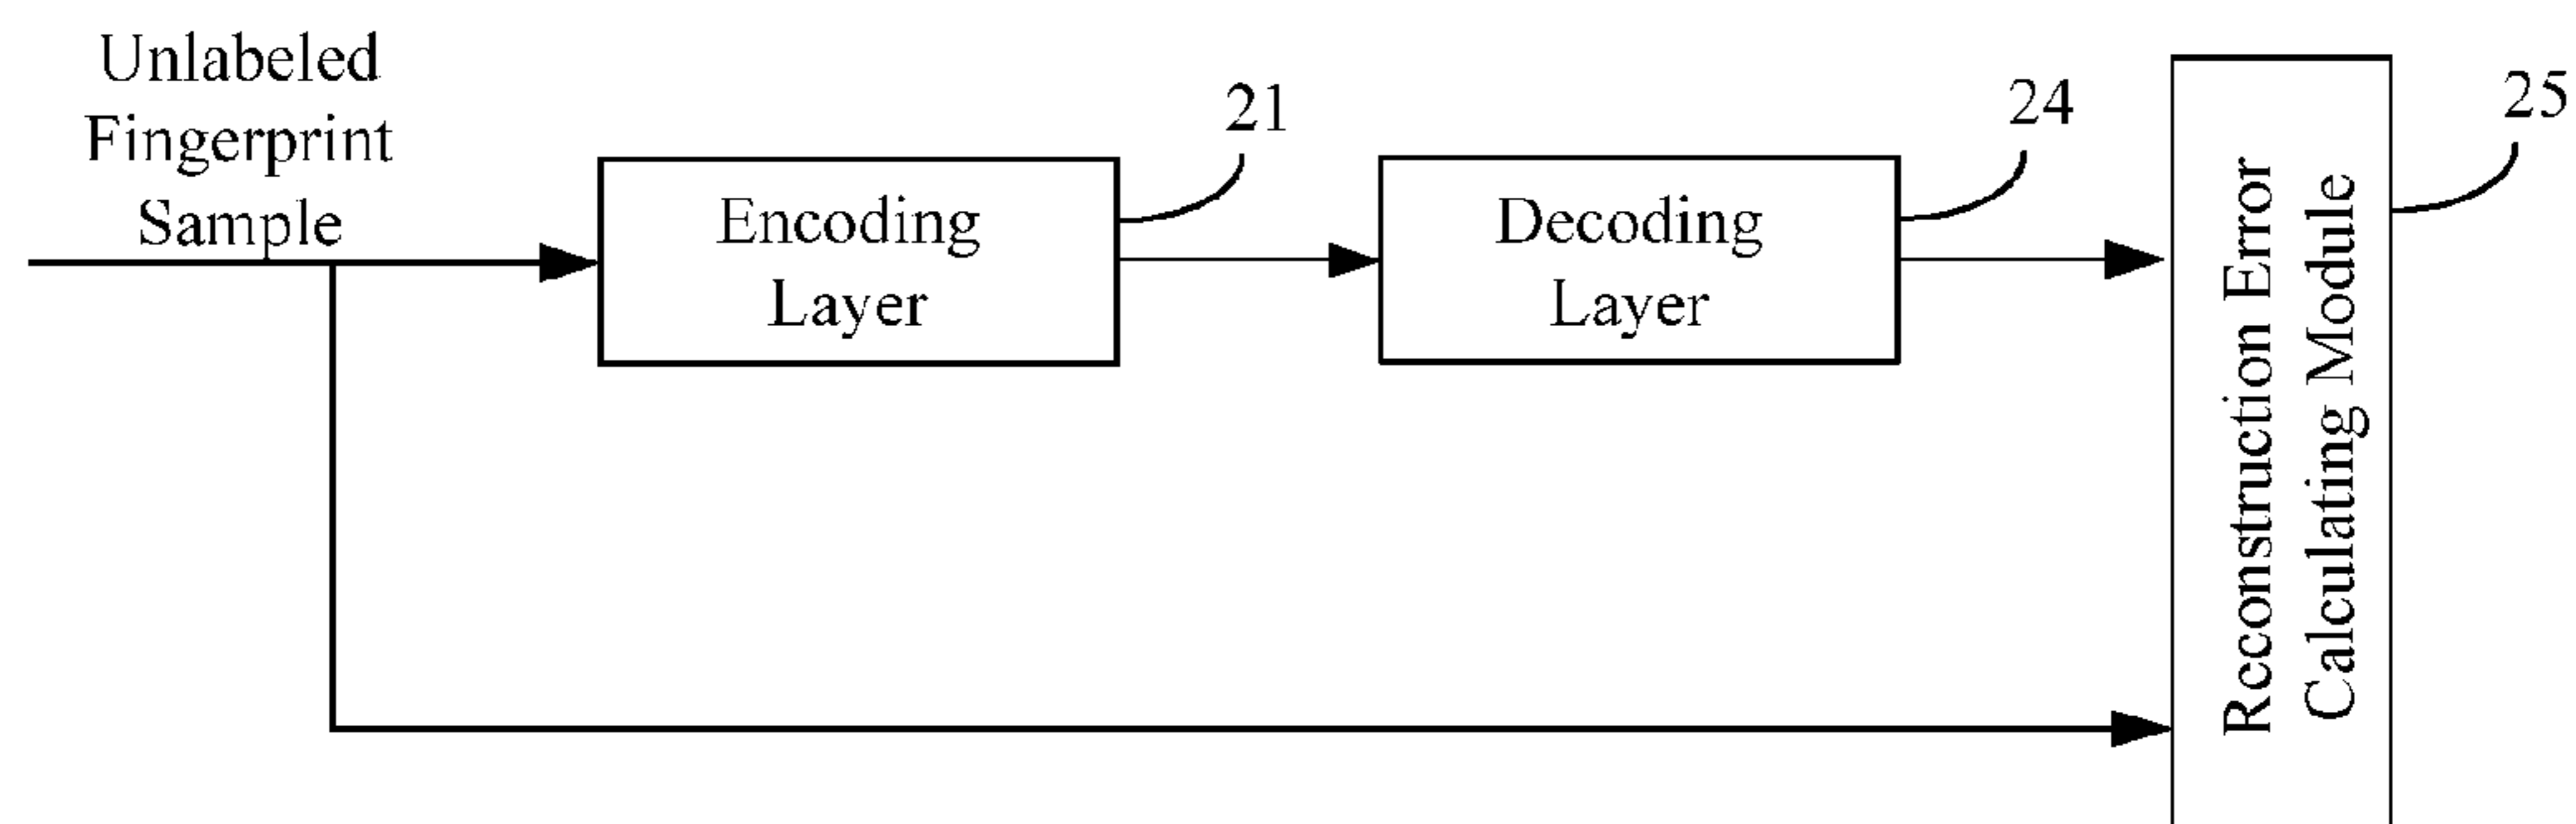 Unlabeled
Fingerprint
Sample
21
Encoding
Layer
24
Decoding
Layer
25
Reconstruction Error
Calculating Module